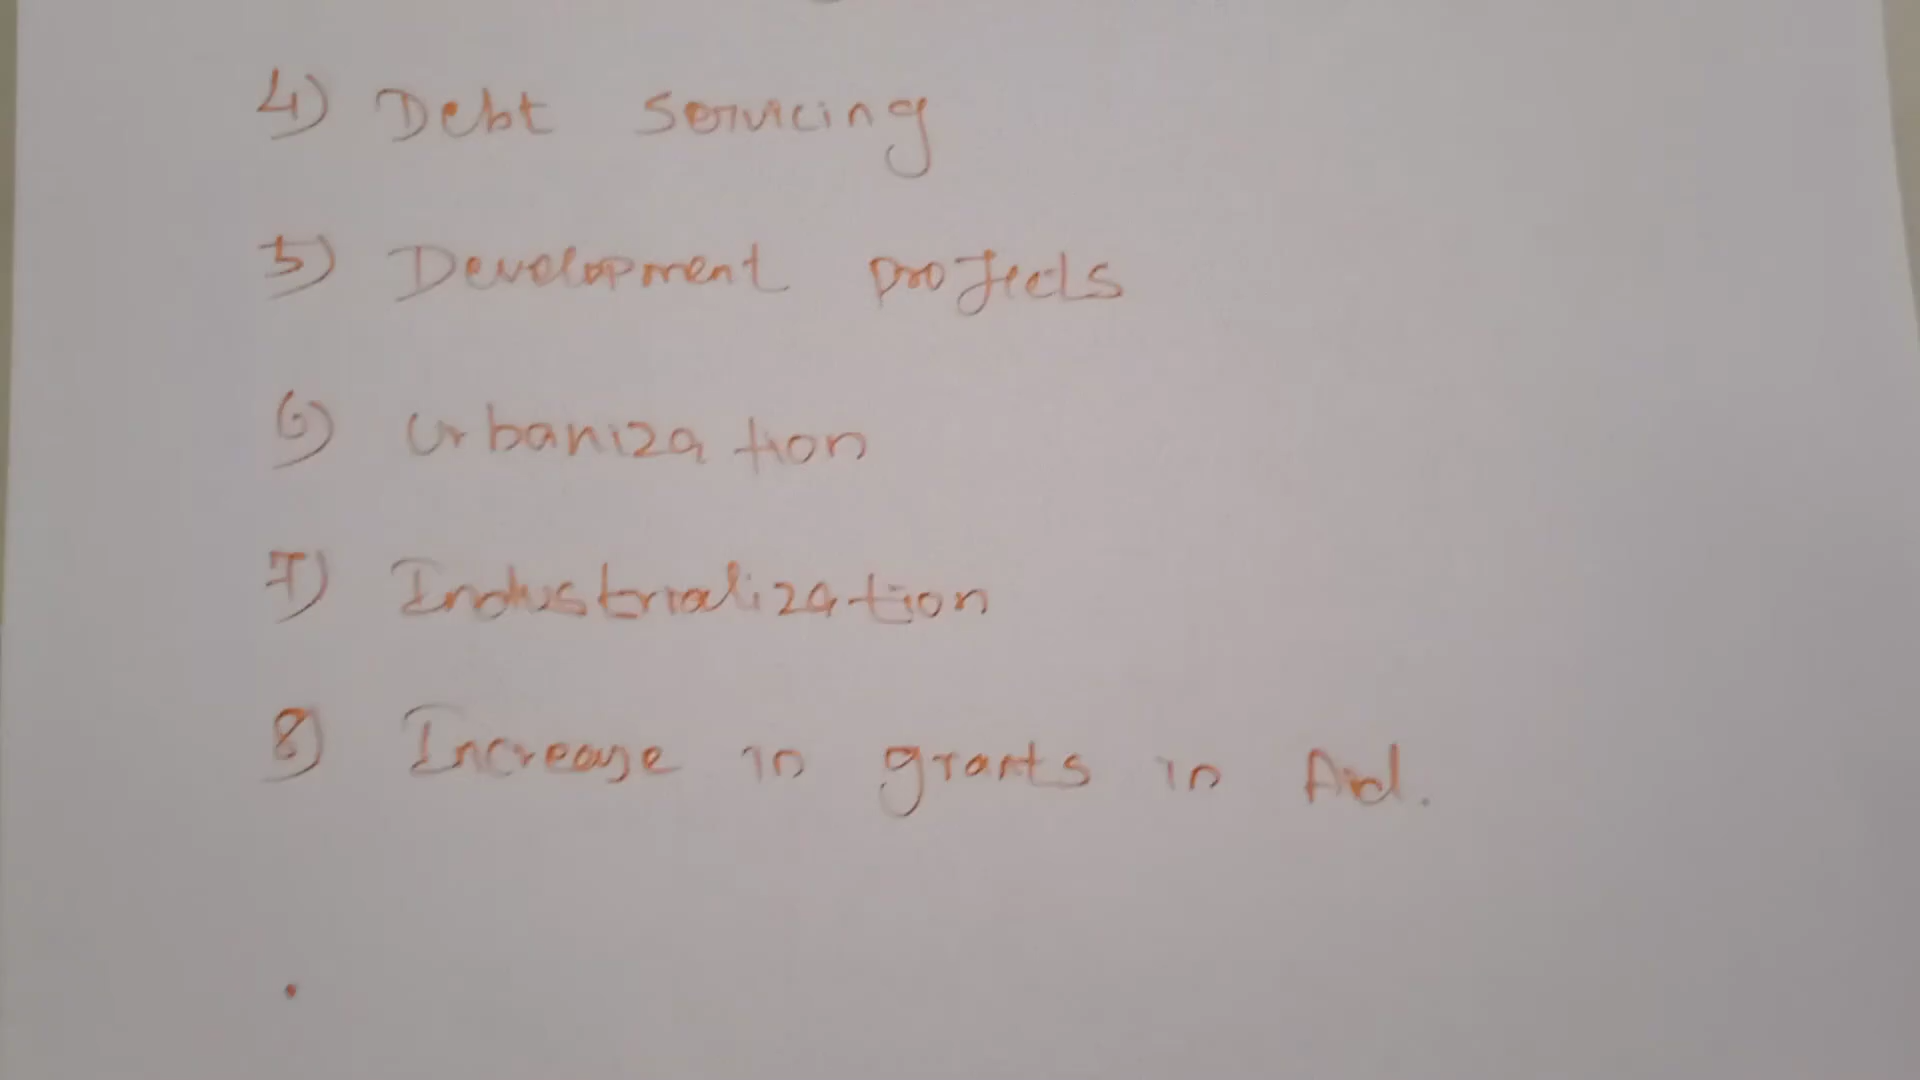 4) Debt servicing
5) Development projects
6) Urbanization
7) Industrialization
8) Increase in grants in Aid.